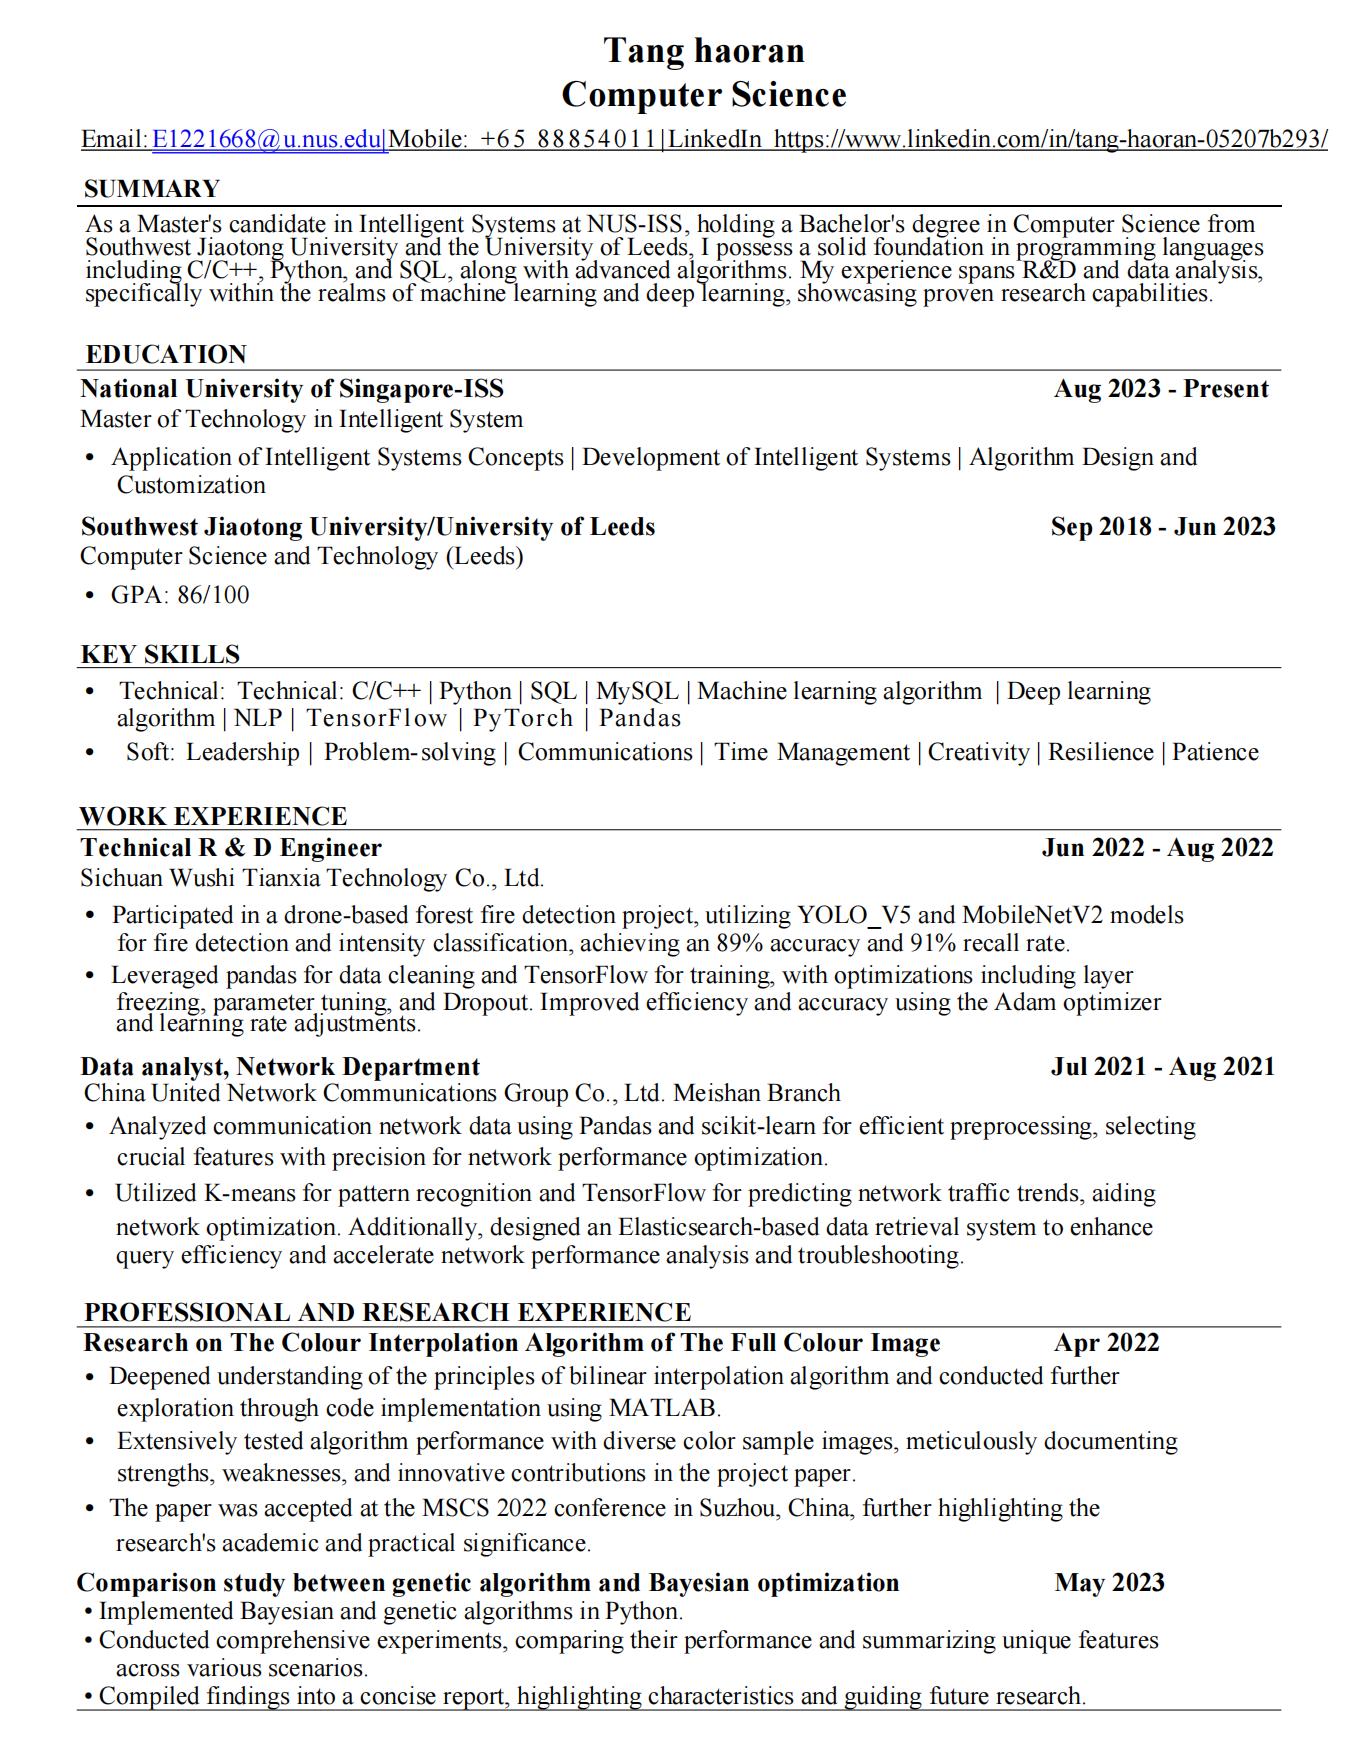 Tang haoran
Computer Science
Email: E1221668@u.nus.edu|Mobile: +65 88854011|LinkedIn https://www.linkedin.com/in/tang-haoran-05207b293/
SUMMARY
As a Master's candidate in Intelligent Systems at NUS-ISS, holding a Bachelor's degree in Computer Science from
Southwest Jiaotong University and the University of Leeds, I possess a solid foundation in programming languages
including C/C++, Python, and SQL, along with advanced algorithms. My experience spans R&D and data analysis,
specifically within the realms of machine learning and deep learning, showcasing proven research capabilities.
EDUCATION
National University of Singapore-ISS Aug 2023 - Present
Master of Technology in Intelligent System
• Application of Intelligent Systems Concepts | Development of Intelligent Systems | Algorithm Design and
Customization
Southwest Jiaotong University/University of Leeds Sep 2018 - Jun 2023
Computer Science and Technology (Leeds)
• GPA: 86/100
KEY SKILLS
• Technical: Technical: C/C++ | Python | SQL | MySQL | Machine learning algorithm | Deep learning
algorithm | NLP | TensorFlow | PyTorch | Pandas
• Soft: Leadership | Problem-solving | Communications | Time Management | Creativity | Resilience | Patience
WORK EXPERIENCE
Technical R & D Engineer Jun 2022 - Aug 2022
Sichuan Wushi Tianxia Technology Co., Ltd.
• Participated in a drone-based forest fire detection project, utilizing YOLO_V5 and MobileNetV2 models
for fire detection and intensity classification, achieving an 89% accuracy and 91% recall rate.
• Leveraged pandas for data cleaning and TensorFlow for training, with optimizations including layer
freezing, parameter tuning, and Dropout. Improved efficiency and accuracy using the Adam optimizer
and learning rate adjustments.
Data analyst, Network Department Jul 2021 - Aug 2021
China United Network Communications Group Co., Ltd. Meishan Branch
• Analyzed communication network data using Pandas and scikit-learn for efficient preprocessing, selecting
crucial features with precision for network performance optimization.
• Utilized K-means for pattern recognition and TensorFlow for predicting network traffic trends, aiding
network optimization. Additionally, designed an Elasticsearch-based data retrieval system to enhance
query efficiency and accelerate network performance analysis and troubleshooting.
PROFESSIONAL AND RESEARCH EXPERIENCE
Research on The Colour Interpolation Algorithm of The Full Colour Image Apr 2022
• Deepened understanding of the principles of bilinear interpolation algorithm and conducted further
exploration through code implementation using MATLAB.
• Extensively tested algorithm performance with diverse color sample images, meticulously documenting
strengths, weaknesses, and innovative contributions in the project paper.
• The paper was accepted at the MSCS 2022 conference in Suzhou, China, further highlighting the
research's academic and practical significance.
Comparison study between genetic algorithm and Bayesian optimization May 2023
• Implemented Bayesian and genetic algorithms in Python.
• Conducted comprehensive experiments, comparing their performance and summarizing unique features
across various scenarios.
• Compiled findings into a concise report, highlighting characteristics and guiding future research.